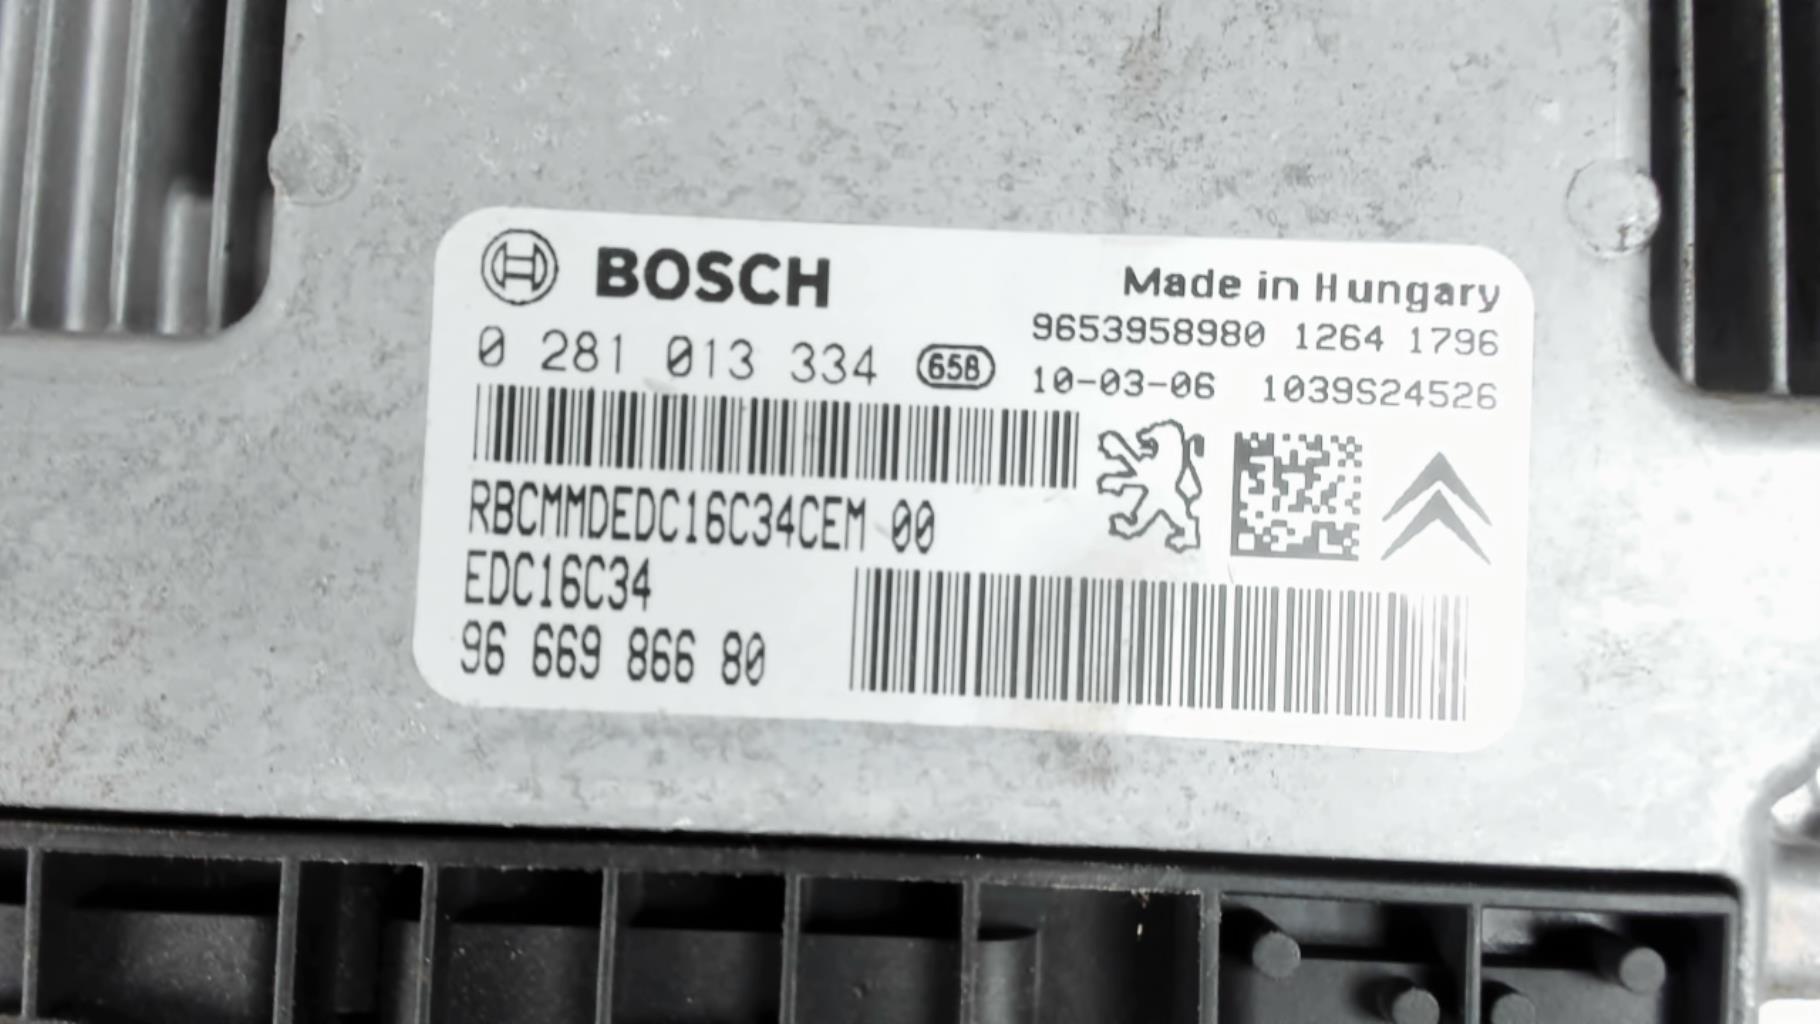 BOSCH
Made in Hungary
0 281 013 334 658
9653958980 1264 1796
10-03-06 1039S24526
RBCMMDEDC16C34CEM 00
EDC16C34
96 669 866 80